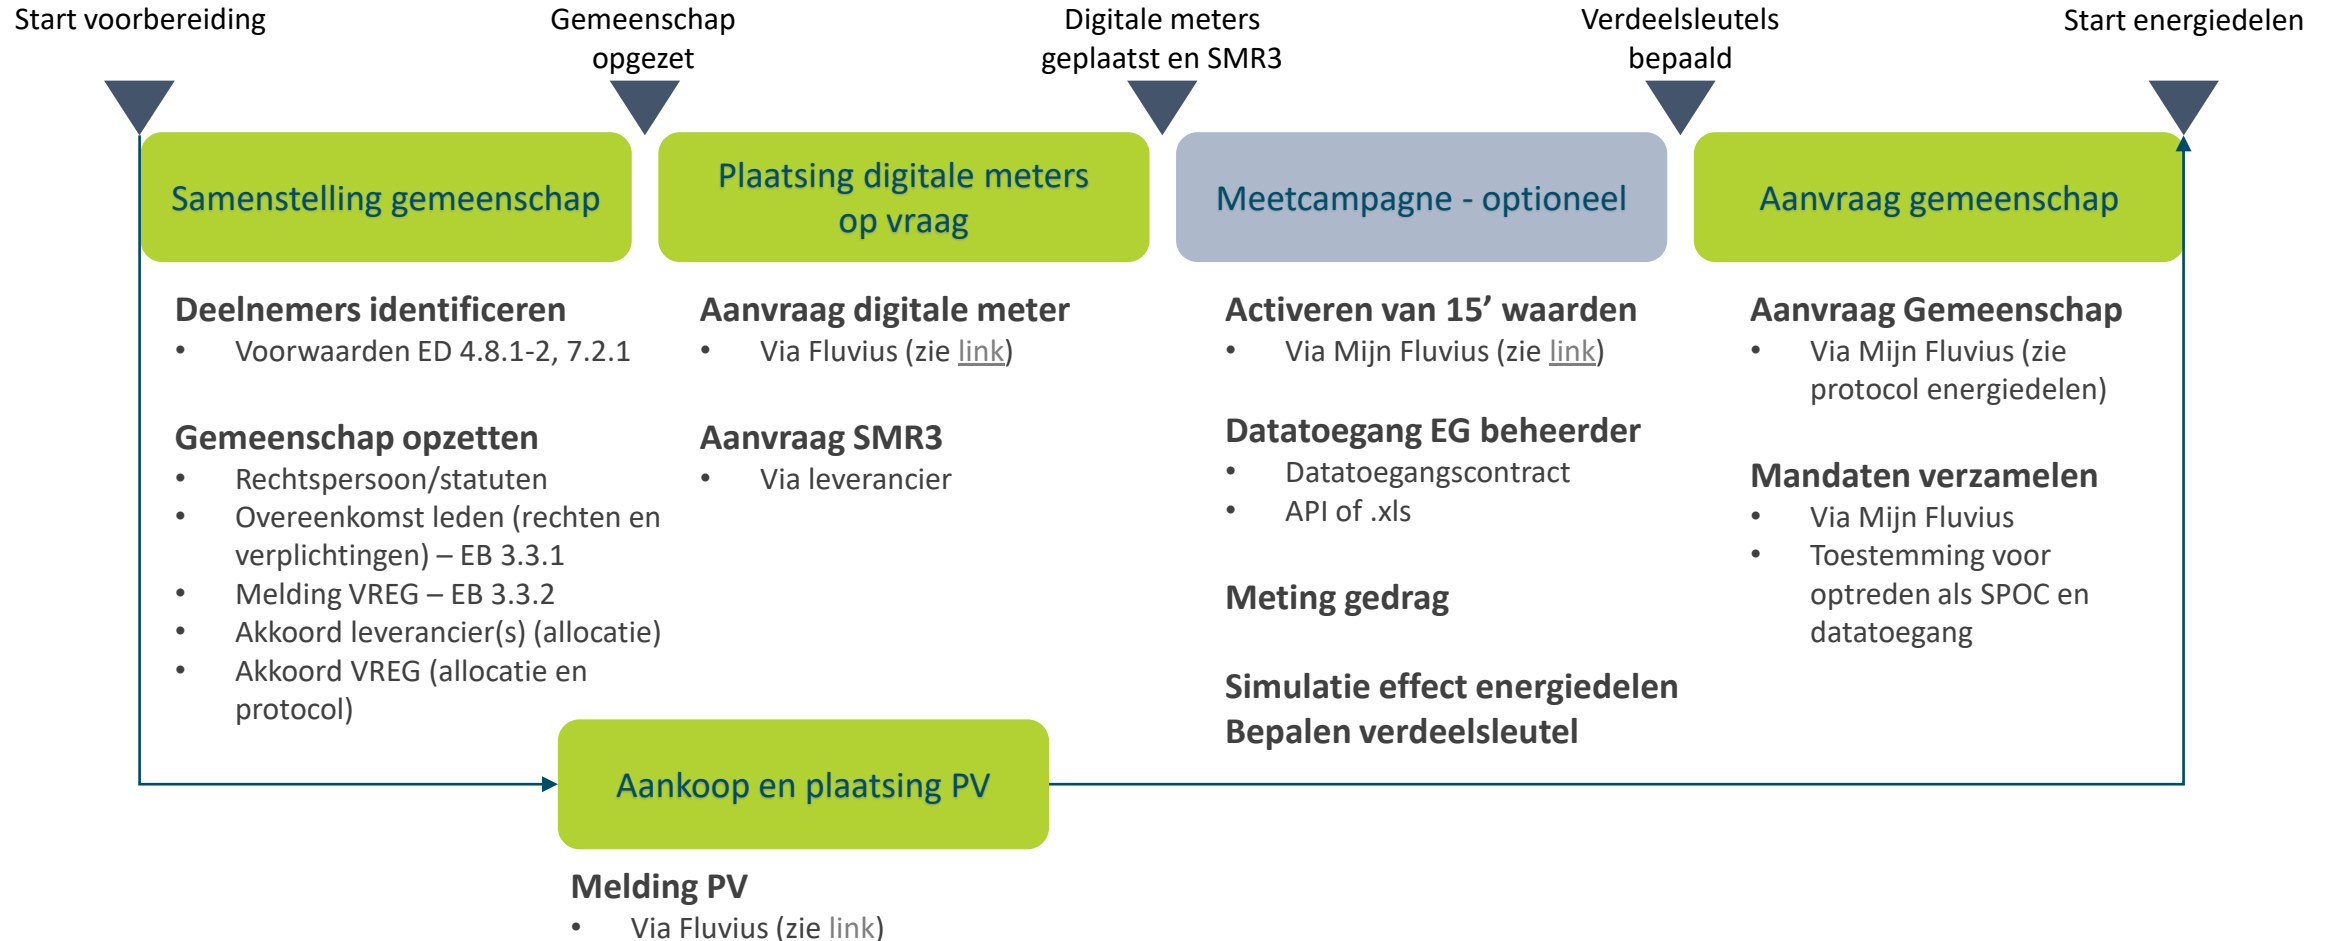 Start voorbereiding
Gemeenschap
opgezet
Digitale meters
geplaatst en SMR3
Verdeelsleutels
bepaald
Start energiedelen
Samenstelling gemeenschap
Plaatsing digitale meters
op vraag
Meetcampagne - optioneel
Aanvraag gemeenschap
Deelnemers identificeren
• Voorwaarden ED 4.8.1-2, 7.2.1
Gemeenschap opzetten
• Rechtspersoon/statuten
• Overeenkomst leden (rechten en
verplichtingen) – EB 3.3.1
• Melding VREG – EB 3.3.2
• Akkoord leverancier(s) (allocatie)
• Akkoord VREG (allocatie en
protocol)
Aanvraag digitale meter
• Via Fluvius (zie link)
Aanvraag SMR3
• Via leverancier
Activeren van 15’ waarden
• Via Mijn Fluvius (zie link)
Datatoegang EG beheerder
• Datatoegangscontract
• API of .xls
Meting gedrag
Simulatie effect energiedelen
Bepalen verdeelsleutel
Aanvraag Gemeenschap
• Via Mijn Fluvius (zie
protocol energiedelen)
Mandaten verzamelen
• Via Mijn Fluvius
• Toestemming voor
optreden als SPOC en
datatoegang
Aankoop en plaatsing PV
Melding PV
• Via Fluvius (zie link)